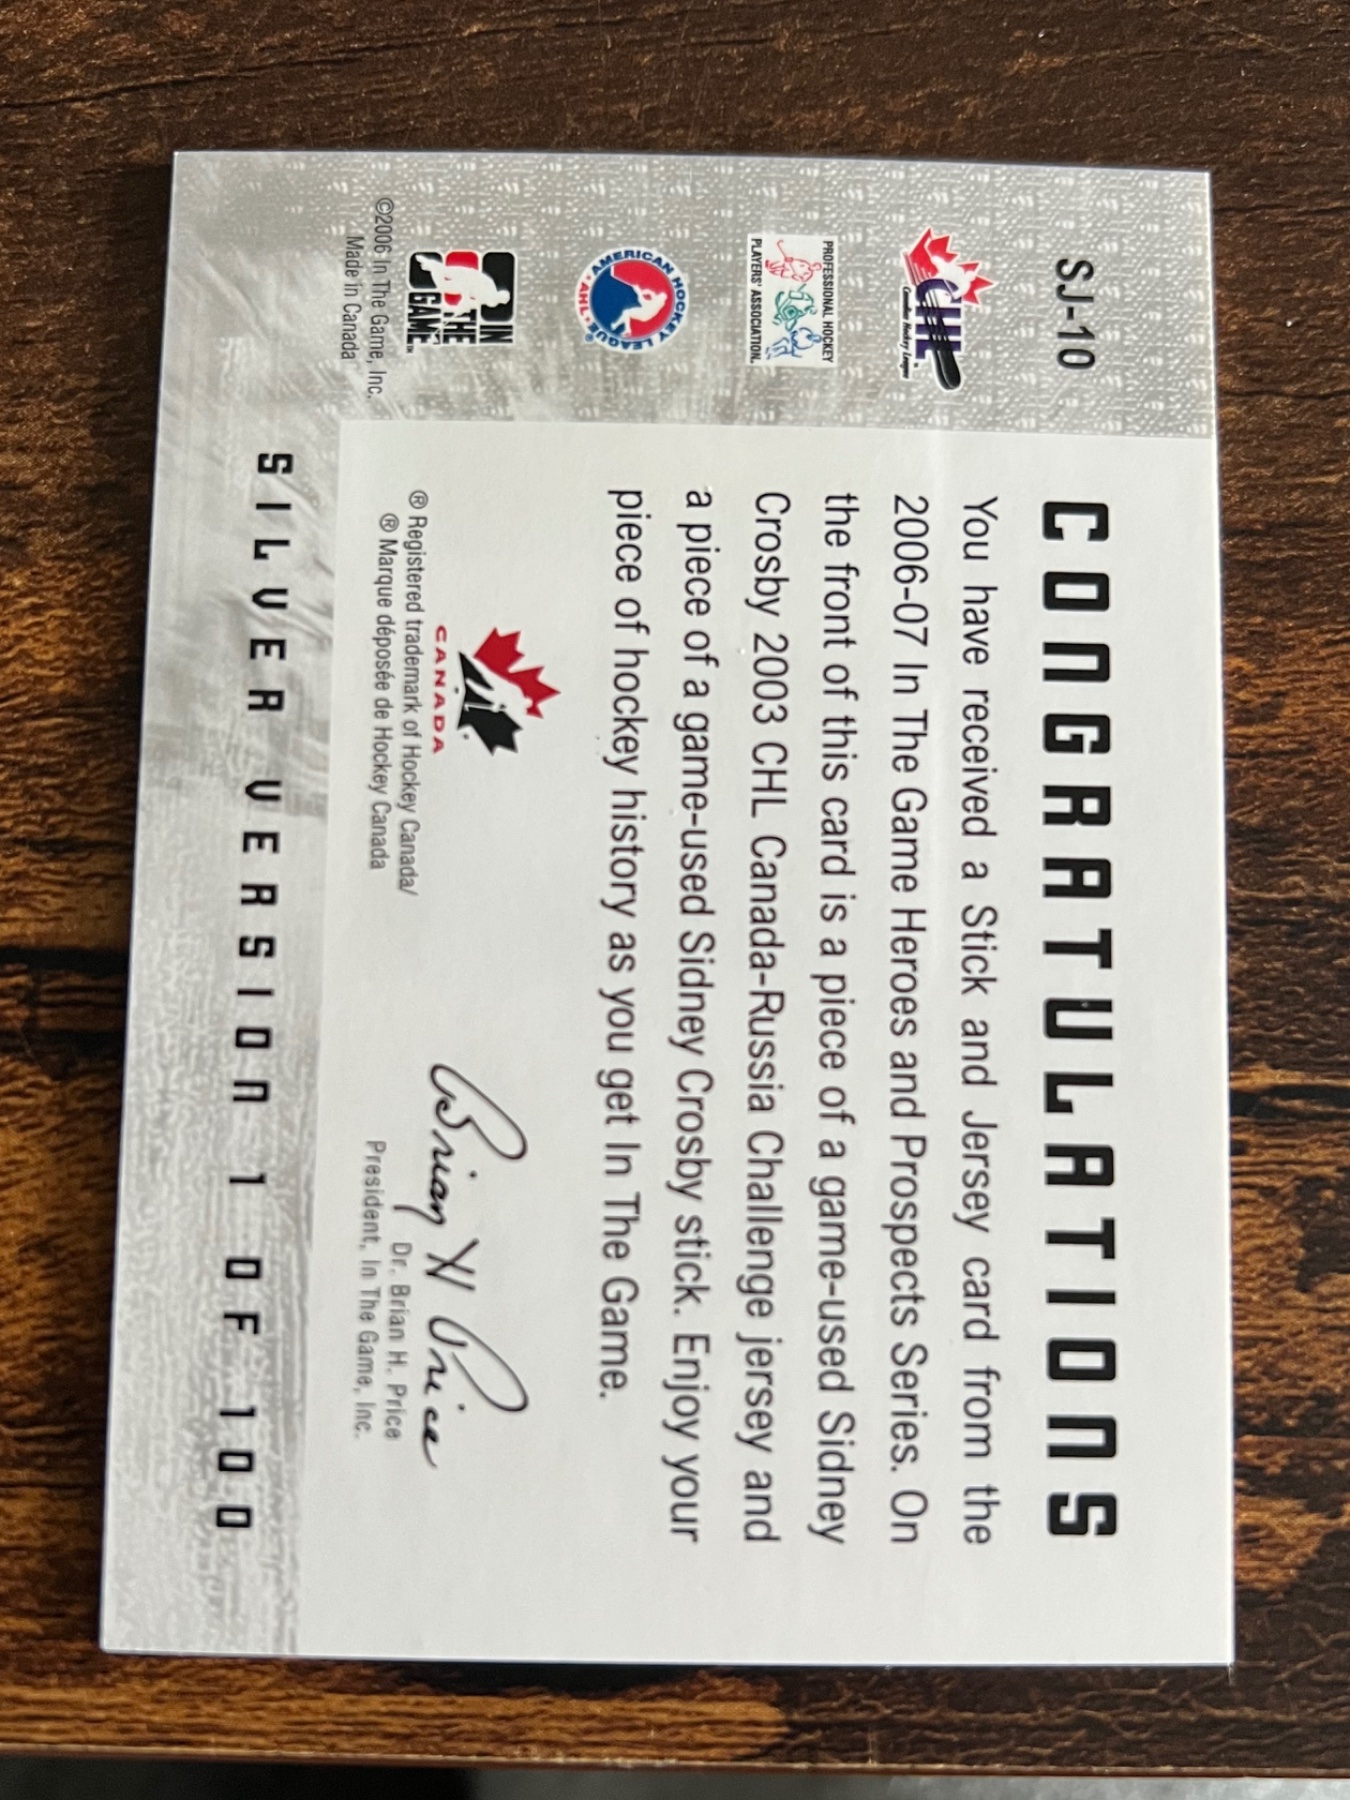 SJ-10
CHL
Canadian Hockey League
PROFESSIONAL HOCKEY
PLAYERS' ASSOCIATION.
AMERICAN HOCKEY LEAGUE
• AHL • ®
IN
THE
GAME™
©2006 In The Game, Inc.
Made in Canada
CONGRATULATIONS
You have received a Stick and Jersey card from the
2006-07 In The Game Heroes and Prospects Series. On
the front of this card is a piece of a game-used Sidney
Crosby 2003 CHL Canada-Russia Challenge jersey and
a piece of a game-used Sidney Crosby stick. Enjoy your
piece of hockey history as you get In The Game.
CANADA
® Registered trademark of Hockey Canada/
® Marque déposée de Hockey Canada
Brian H Price
Dr. Brian H. Price
President, In The Game, Inc.
SILVER VERSION 1 OF 100